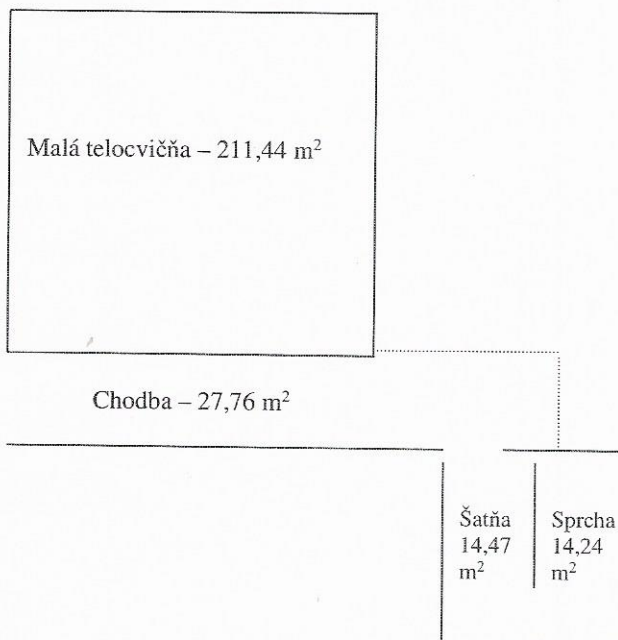 Malá telocvičňa – 211,44 m²
Chodba – 27,76 m²
Šatňa
14,47
m²
Sprcha
14,24
m²